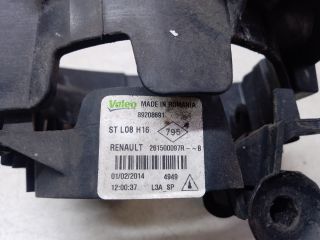 Valeo MADE IN ROMANIA
89208691
ST L08 H16 795
RENAULT 261500097R-~~B
01/02/2014 4949
12:00:37 L3A SP